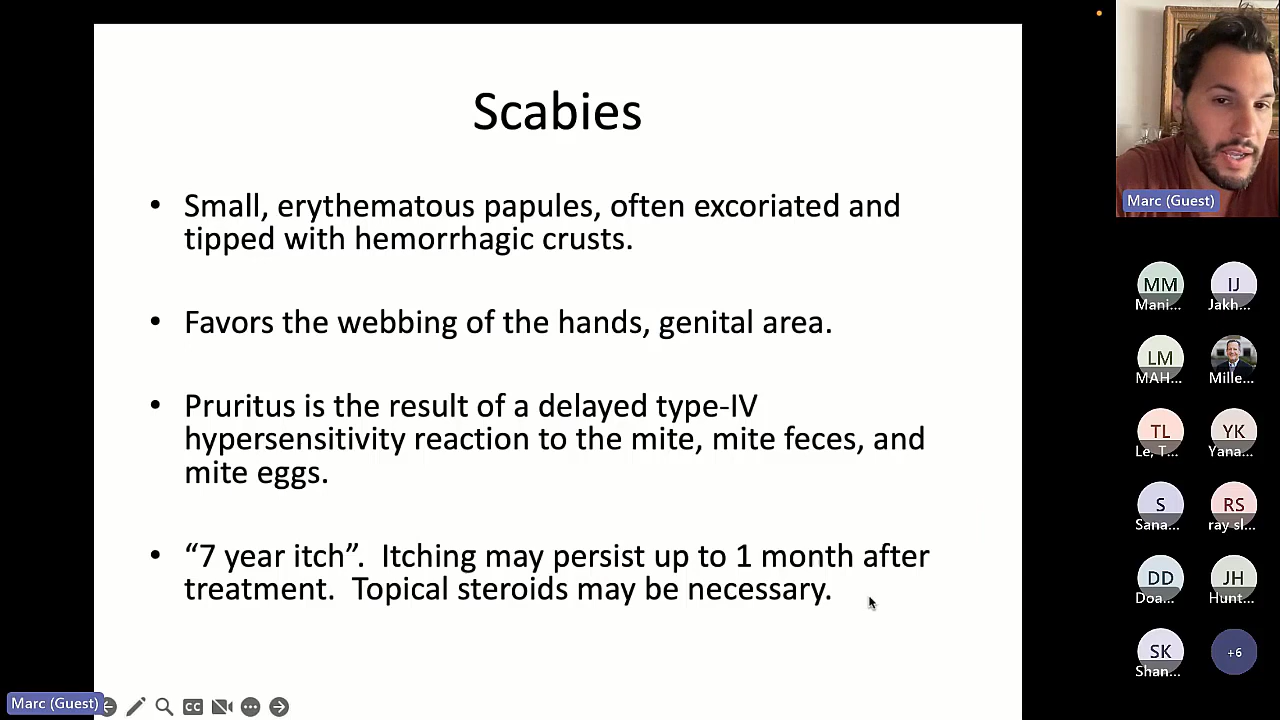 Scabies
• Small, erythematous papules, often excoriated and
tipped with hemorrhagic crusts.
• Favors the webbing of the hands, genital area.
• Pruritus is the result of a delayed type-IV
hypersensitivity reaction to the mite, mite feces, and
mite eggs.
• “7 year itch”.  Itching may persist up to 1 month after
treatment.  Topical steroids may be necessary.
Marc (Guest)
CC
Marc (Guest)
MM
Mani...
IJ
Jakh...
LM
MAH...
Mille...
TL
Le, T...
YK
Yana...
S
Sana...
RS
ray sl...
DD
Doa...
JH
Hunt...
SK
Shan...
+6